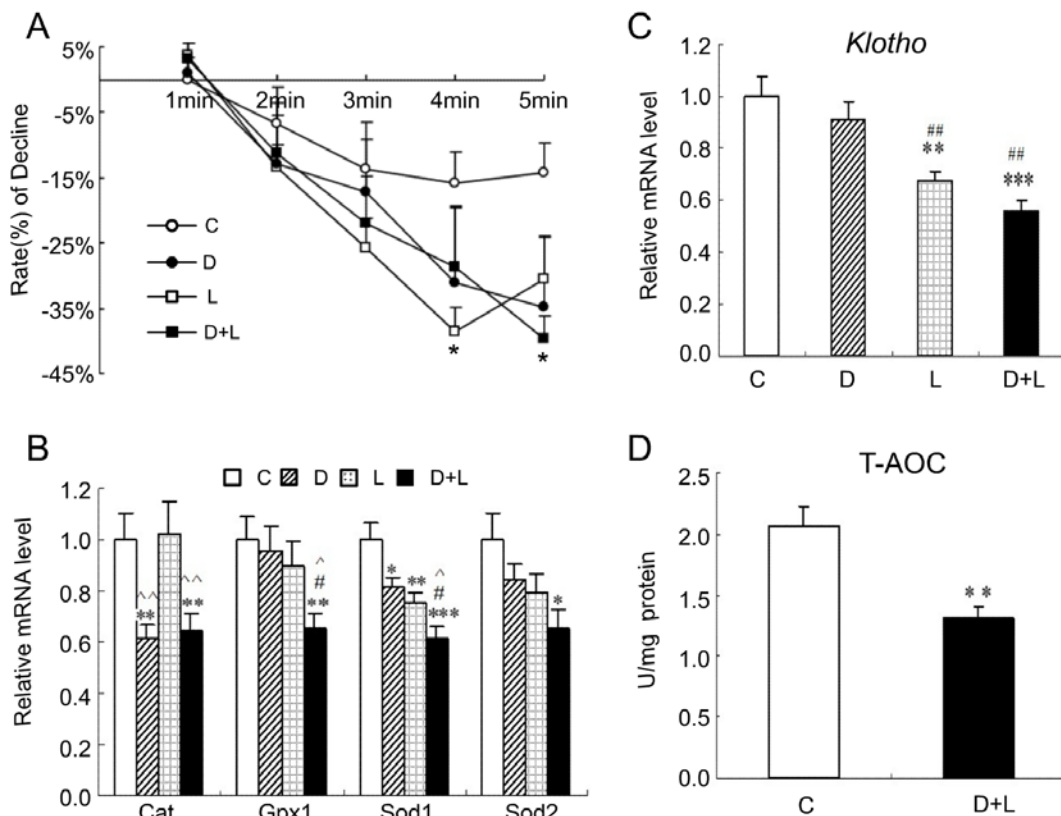 A
5%
-5%
-15%
-25%
-35%
-45%
Rate(%) of Decline
1min 2min 3min 4min 5min
C
D
L
D+L
* *
B
C D L D+L
1.2
1.0
0.8
0.6
0.4
0.2
0.0
Relative mRNA level
^^ ** ^^ **
^ # **
* ** ^ # ***
*
Cat Gpx1 Sod1 Sod2
C
Klotho
1.2
1.0
0.8
0.6
0.4
0.2
0.0
Relative mRNA level
## ##
** ***
C D L D+L
D
T-AOC
2.5
2.0
1.5
1.0
0.5
0.0
U/mg protein
**
C D+L